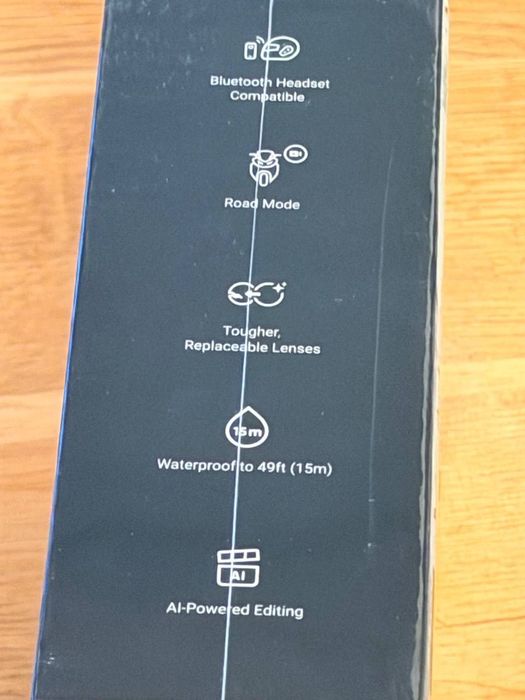 Bluetooth Headset
Compatible
Road Mode
Tougher,
Replaceable Lenses
15m
Waterproof to 49ft (15m)
AI
AI-Powered Editing